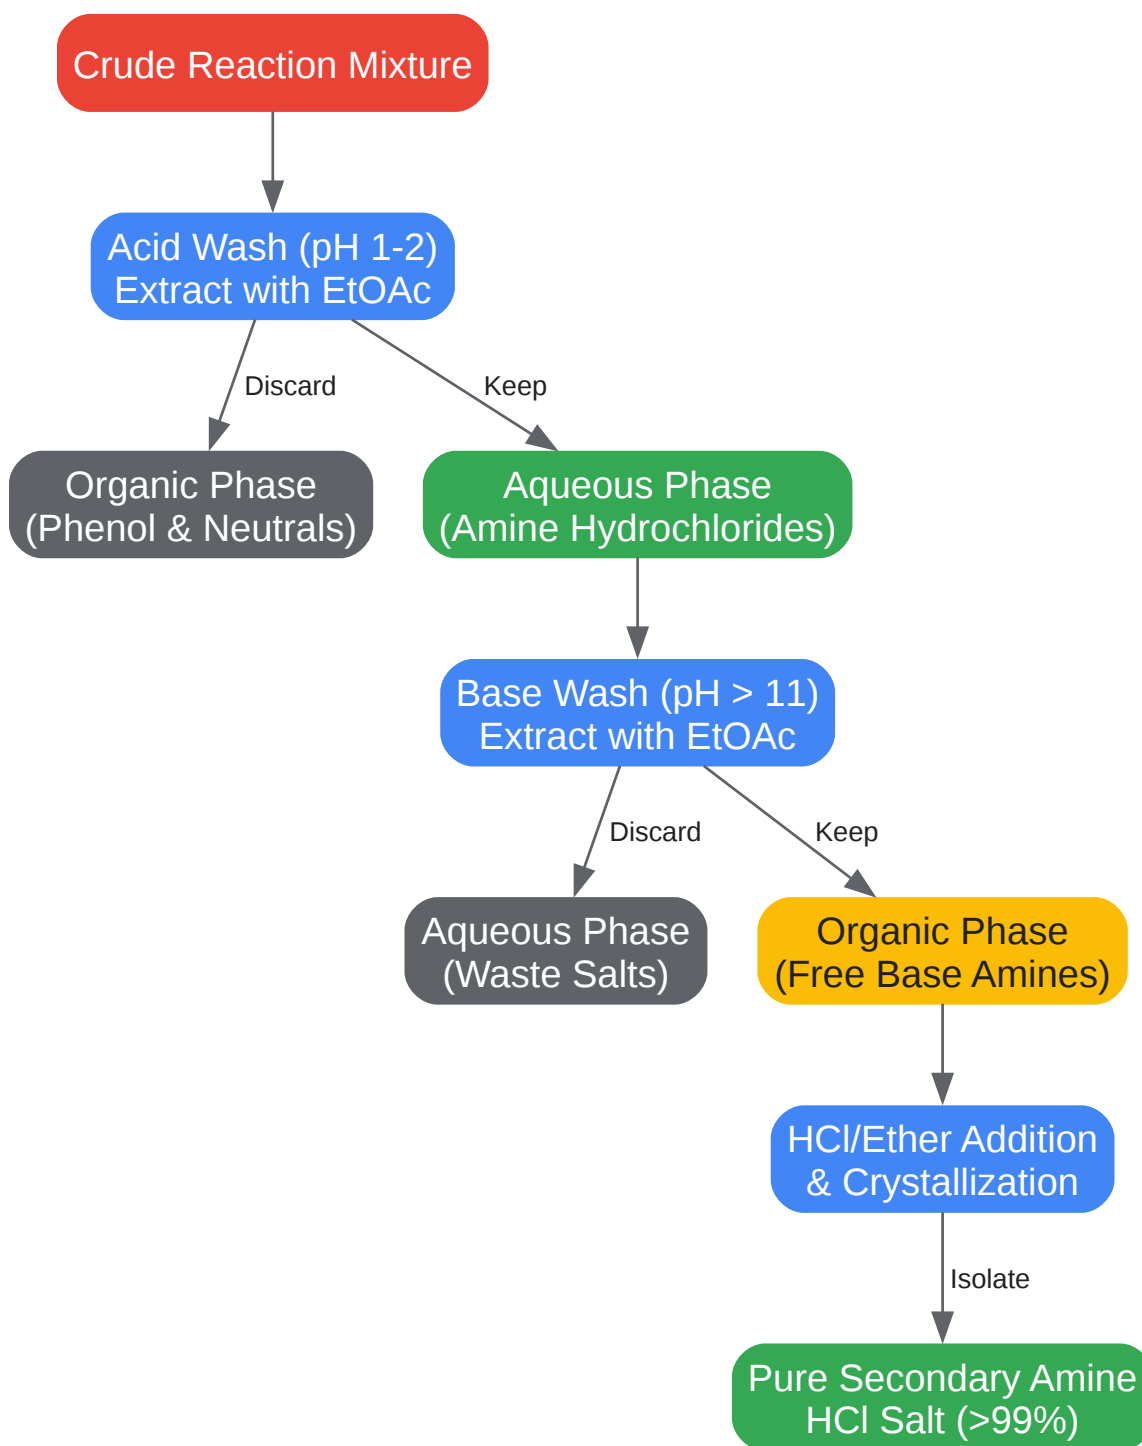 Crude Reaction Mixture
Acid Wash (pH 1-2)
Extract with EtOAc
Discard
Keep
Organic Phase
(Phenol & Neutrals)
Aqueous Phase
(Amine Hydrochlorides)
Base Wash (pH > 11)
Extract with EtOAc
Discard
Keep
Aqueous Phase
(Waste Salts)
Organic Phase
(Free Base Amines)
HCl/Ether Addition
& Crystallization
Isolate
Pure Secondary Amine
HCl Salt (>99%)